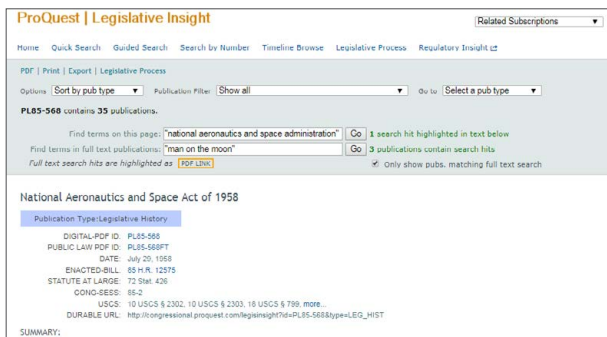 ProQuest | Legislative Insight
Related Subscriptions
Home Quick Search Guided Search Search by Number Timeline Browse Legislative Process Regulatory Insight
PDF | Print | Export | Legislative Process
Options Sort by pub type Publication Filter Show all Go to Select a pub type
PL85-568 contains 35 publications.
Find terms on this page: "national aeronautics and space administration" Go 1 search hit highlighted in text below
Find terms in full text publications: "man on the moon" Go 3 publications contain search hits
Full text search hits are highlighted as PDF LINK Only show pubs. matching full text search
National Aeronautics and Space Act of 1958
Publication Type:Legislative History
DIGITAL-PDF ID: PL85-568
PUBLIC LAW PDF ID: PL85-568FT
DATE: July 29, 1958
ENACTED-BILL: 85 H.R. 12575
STATUTE AT LARGE: 72 Stat. 426
CONG-SESS: 85-2
USCS: 10 USCS § 2302, 10 USCS § 2303, 18 USCS § 799, more...
DURABLE URL: http://congressional.proquest.com/legisinsight?id=PL85-568&type=LEG_HIST
SUMMARY: